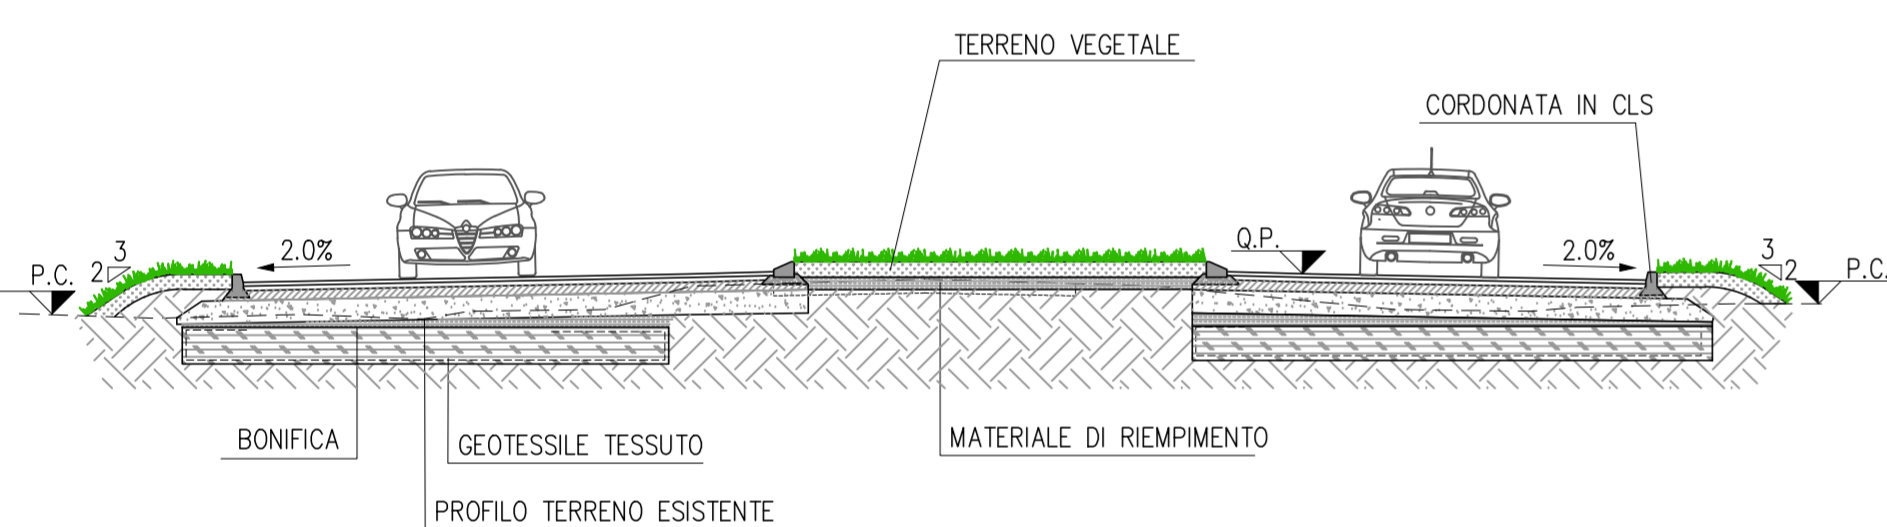 TERRENO VEGETALE
CORDONATA IN CLS
P.C.
2
3
2.0%
Q.P.
2.0%
3
2
P.C.
BONIFICA
GEOTESSILE TESSUTO
MATERIALE DI RIEMPIMENTO
PROFILO TERRENO ESISTENTE